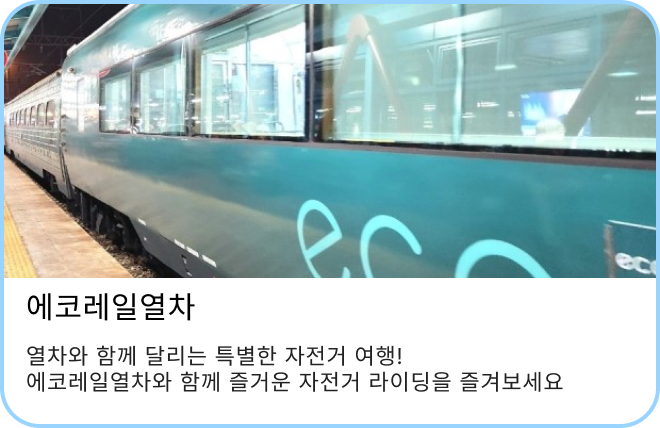 eco
eco
에코레일열차
열차와 함께 달리는 특별한 자전거 여행!
에코레일열차와 함께 즐거운 자전거 라이딩을 즐겨보세요